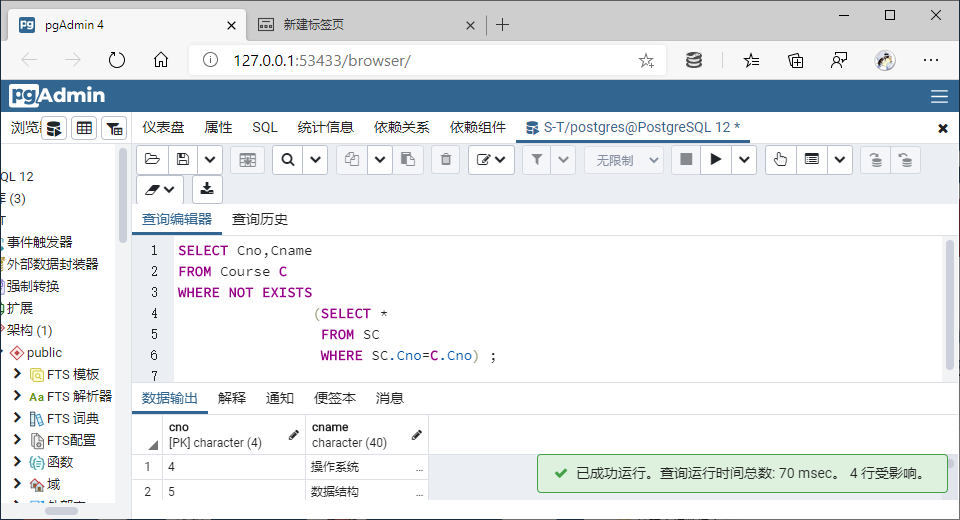 pgAdmin 4
新建标签页
127.0.0.1:53433/browser/
pgAdmin
浏览
仪表盘 属性 SQL 统计信息 依赖关系 依赖组件 S-T/postgres@PostgreSQL 12 *
无限制
查询编辑器 查询历史
QL 12
(3)
事件触发器
外部数据封装器
强制转换
扩展
架构 (1)
public
FTS 模板
FTS 解析器
FTS 词典
FTS配置
函数
域
1 SELECT Cno,Cname
2 FROM Course C
3 WHERE NOT EXISTS
4 (SELECT *
5 FROM SC
6 WHERE SC.Cno=C.Cno) ;
7
数据输出 解释 通知 便签本 消息
cno
[PK] character (4)
cname
character (40)
1 4 操作系统 ...
2 5 数据结构 ...
已成功运行。查询运行时间总数: 70 msec。 4 行受影响。